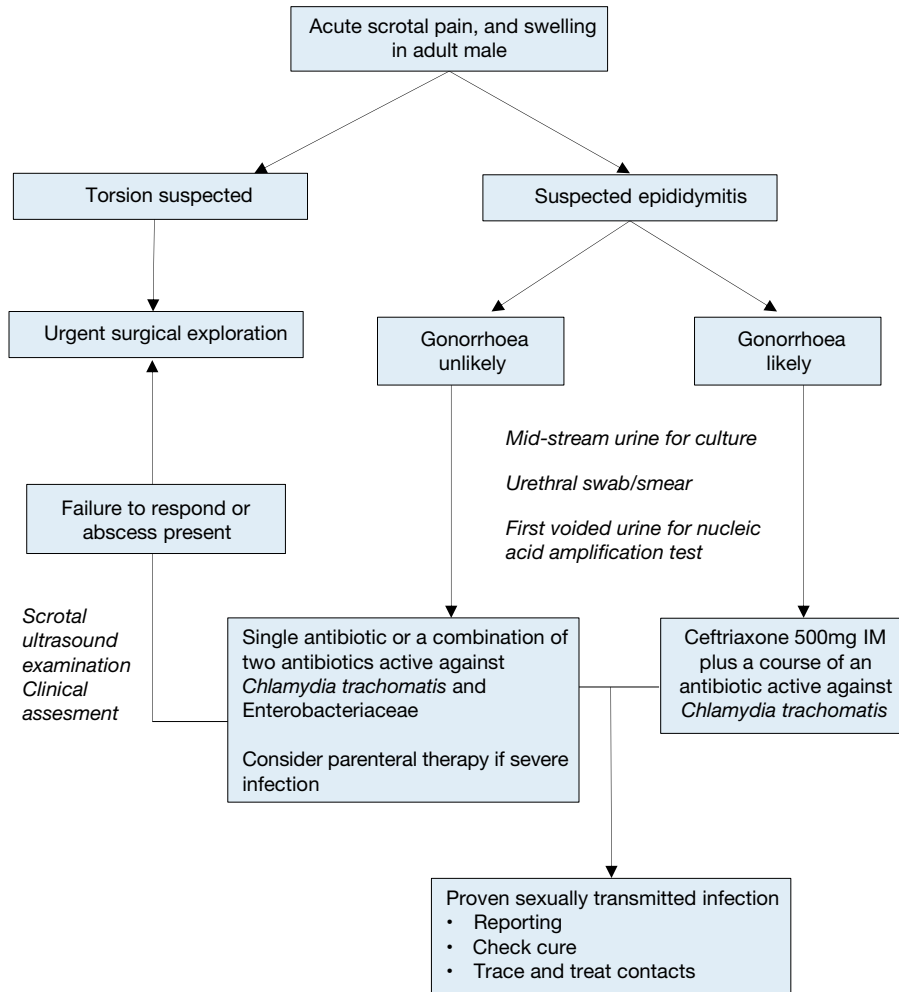 Acute scrotal pain, and swelling
in adult male
Torsion suspected
Suspected epididymitis
Urgent surgical exploration
Gonorrhoea
unlikely
Gonorrhoea
likely
Mid-stream urine for culture
Urethral swab/smear
First voided urine for nucleic
acid amplification test
Failure to respond or
abscess present
Scrotal
ultrasound
examination
Clinical
assesment
Single antibiotic or a combination of
two antibiotics active against
Chlamydia trachomatis and
Enterobacteriaceae
Consider parenteral therapy if severe
infection
Ceftriaxone 500mg IM
plus a course of an
antibiotic active against
Chlamydia trachomatis
Proven sexually transmitted infection
• Reporting
• Check cure
• Trace and treat contacts